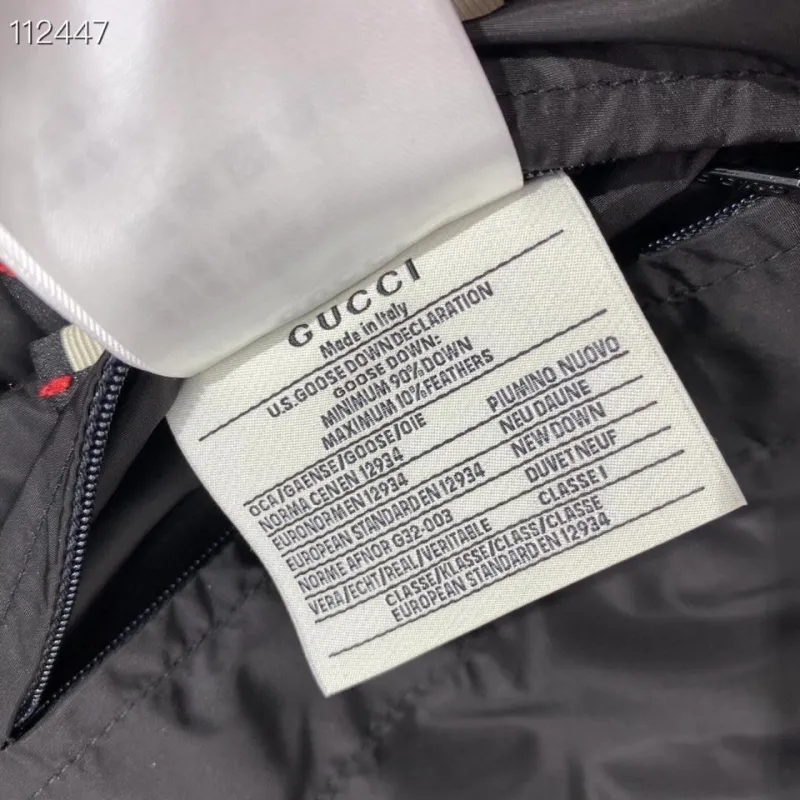 112447
GUCCI
Made in Italy
U.S. GOOSE DOWN DECLARATION
GOOSE DOWN:
MINIMUM 90% DOWN
MAXIMUM 10% FEATHERS
OCA/GAENSE/GOOSE/OIE PIUMINO NUOVO
NORMA CEN EN 12934 NEU DAUNE
EURONORM EN 12934 NEW DOWN
EUROPEAN STANDARD EN 12934 DUVET NEUF
NORME AFNOR G32-003 CLASSE I
VERA/ECHT/REAL/VERITABLE CLASSE/KLASSE/CLASS/CLASSE
EUROPEAN STANDARD EN 12934